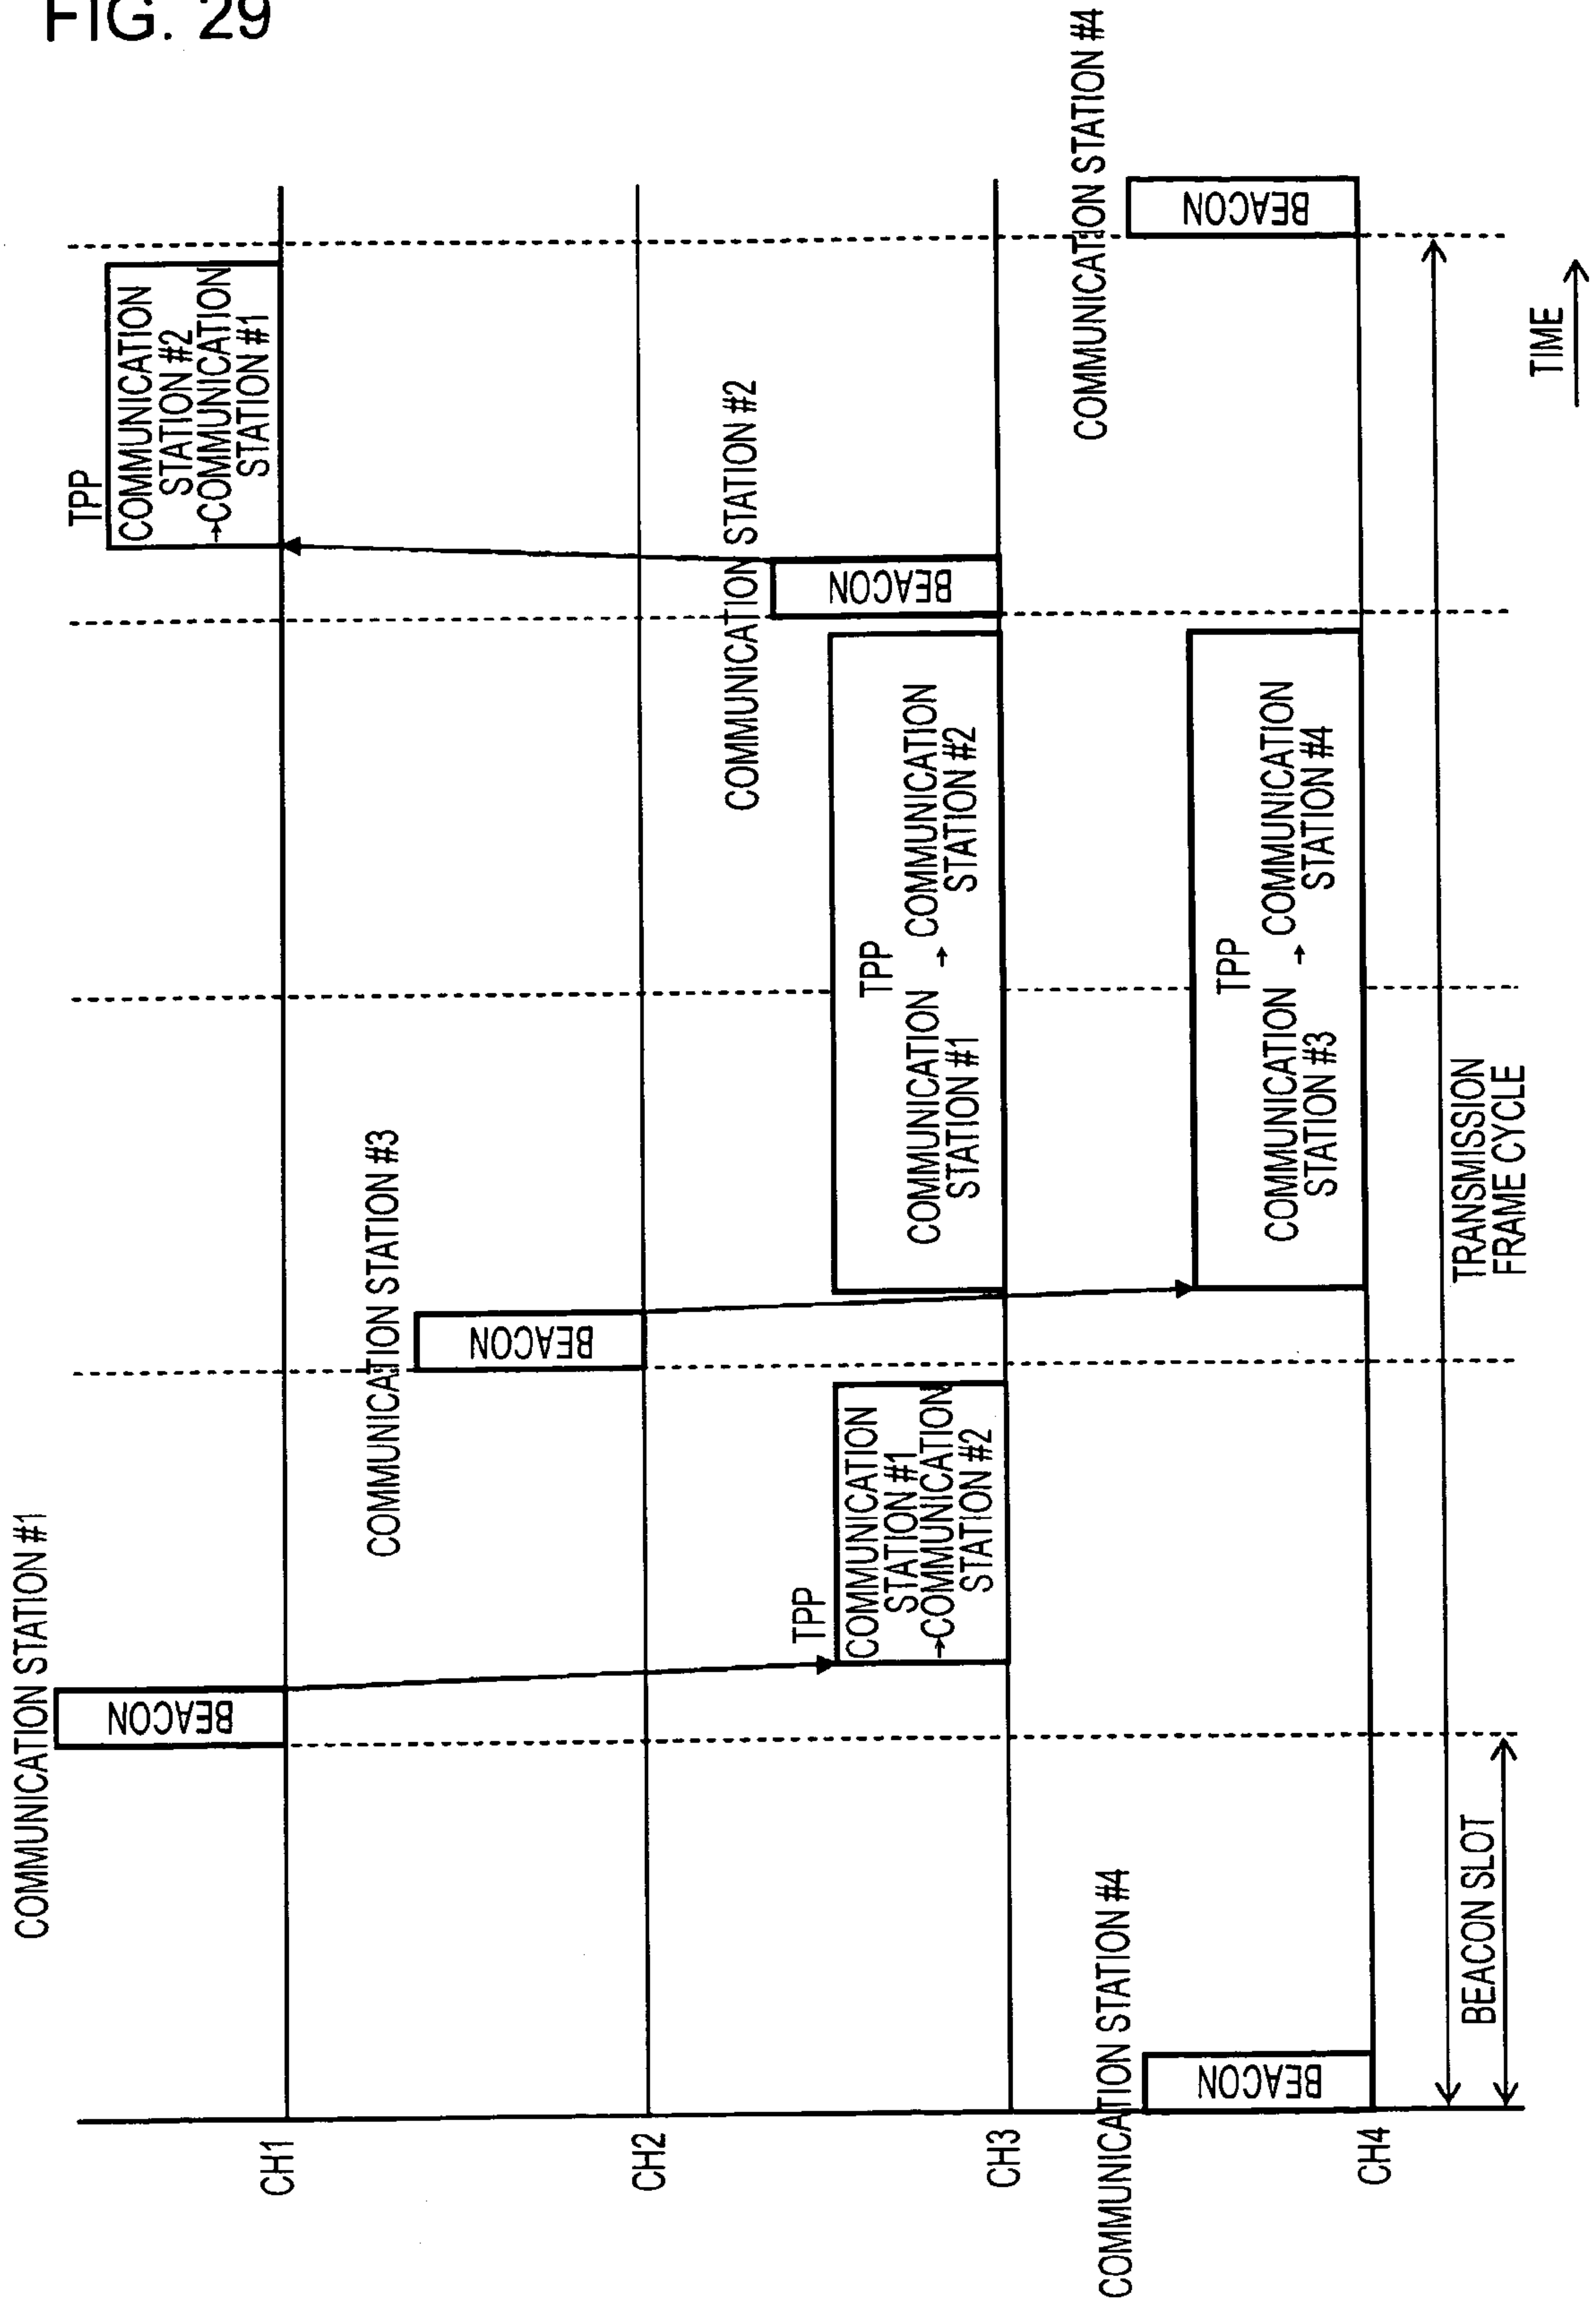 FIG. 29
COMMUNICATION STATION #1
BEACON
CH1
TPP
COMMUNICATION
STATION #2
→COMMUNICATION
STATION #1
COMMUNICATION STATION #3
BEACON
CH2
TPP
COMMUNICATION
STATION #1
→COMMUNICATION
STATION #2
TPP
COMMUNICATION → COMMUNICATION
STATION #1 STATION #2
COMMUNICATION STATION #2
BEACON
CH3
COMMUNICATION STATION #4
BEACON
TPP
COMMUNICATION → COMMUNICATION
STATION #3 STATION #4
COMMUNICATION STATION #4
BEACON
CH4
BEACON SLOT
TRANSMISSION
FRAME CYCLE
TIME